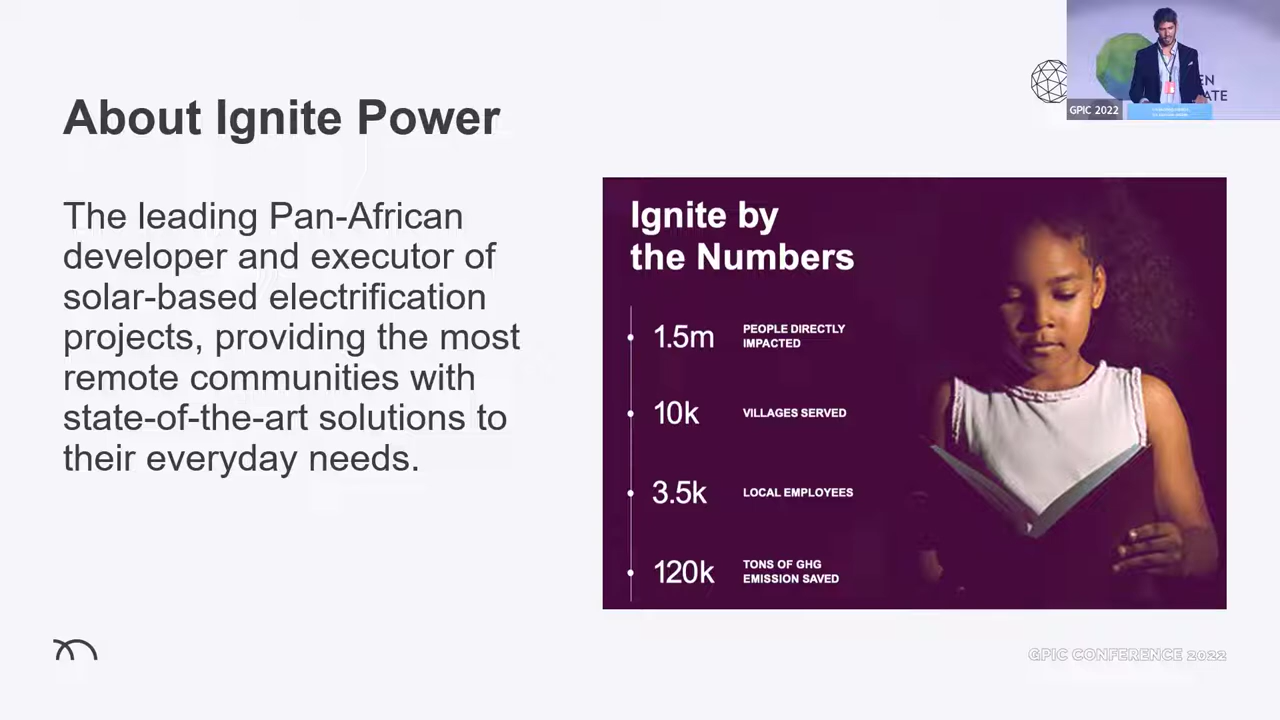 About Ignite Power
The leading Pan-African
developer and executor of
solar-based electrification
projects, providing the most
remote communities with
state-of-the-art solutions to
their everyday needs.
Ignite by
the Numbers
1.5m PEOPLE DIRECTLY
IMPACTED
10k VILLAGES SERVED
3.5k LOCAL EMPLOYEES
120k TONS OF GHG
EMISSION SAVED
GPIC 2022
GPIC CONFERENCE 2022